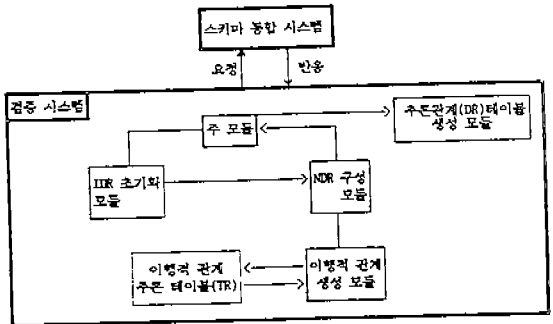 스키마 통합 시스템
요청
반응
검증 시스템
추론관계(DR)테이블
생성 모듈
주 모듈
IDR 초기화
모듈
NDR 구성
모듈
이행적 관계
추론 테이블(TR)
이행적 관계
생성 모듈